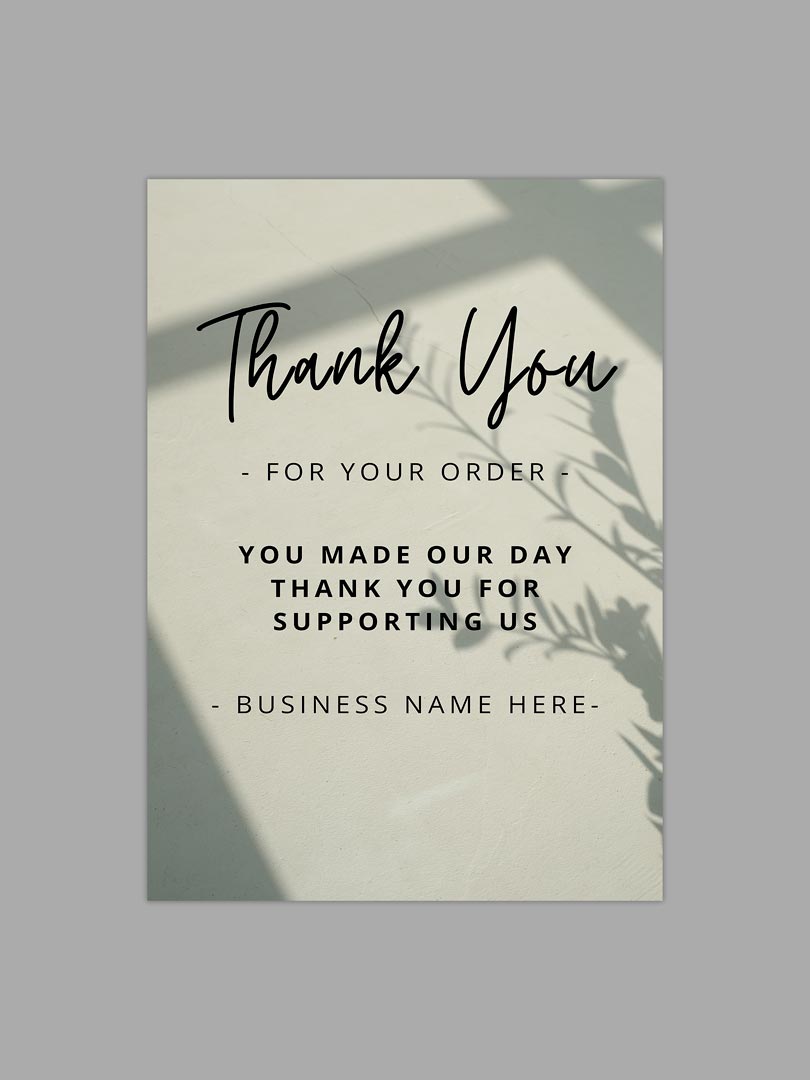 Thank You
- FOR YOUR ORDER -
YOU MADE OUR DAY
THANK YOU FOR
SUPPORTING US
- BUSINESS NAME HERE-